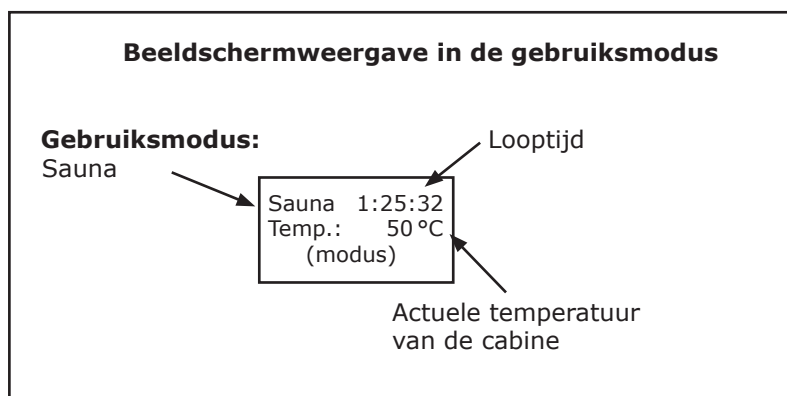 Beeldschermweergave in de gebruiksmodus
Gebruiksmodus:
Sauna
Looptijd
Sauna 1:25:32
Temp.: 50 °C
(modus)
Actuele temperatuur
van de cabine